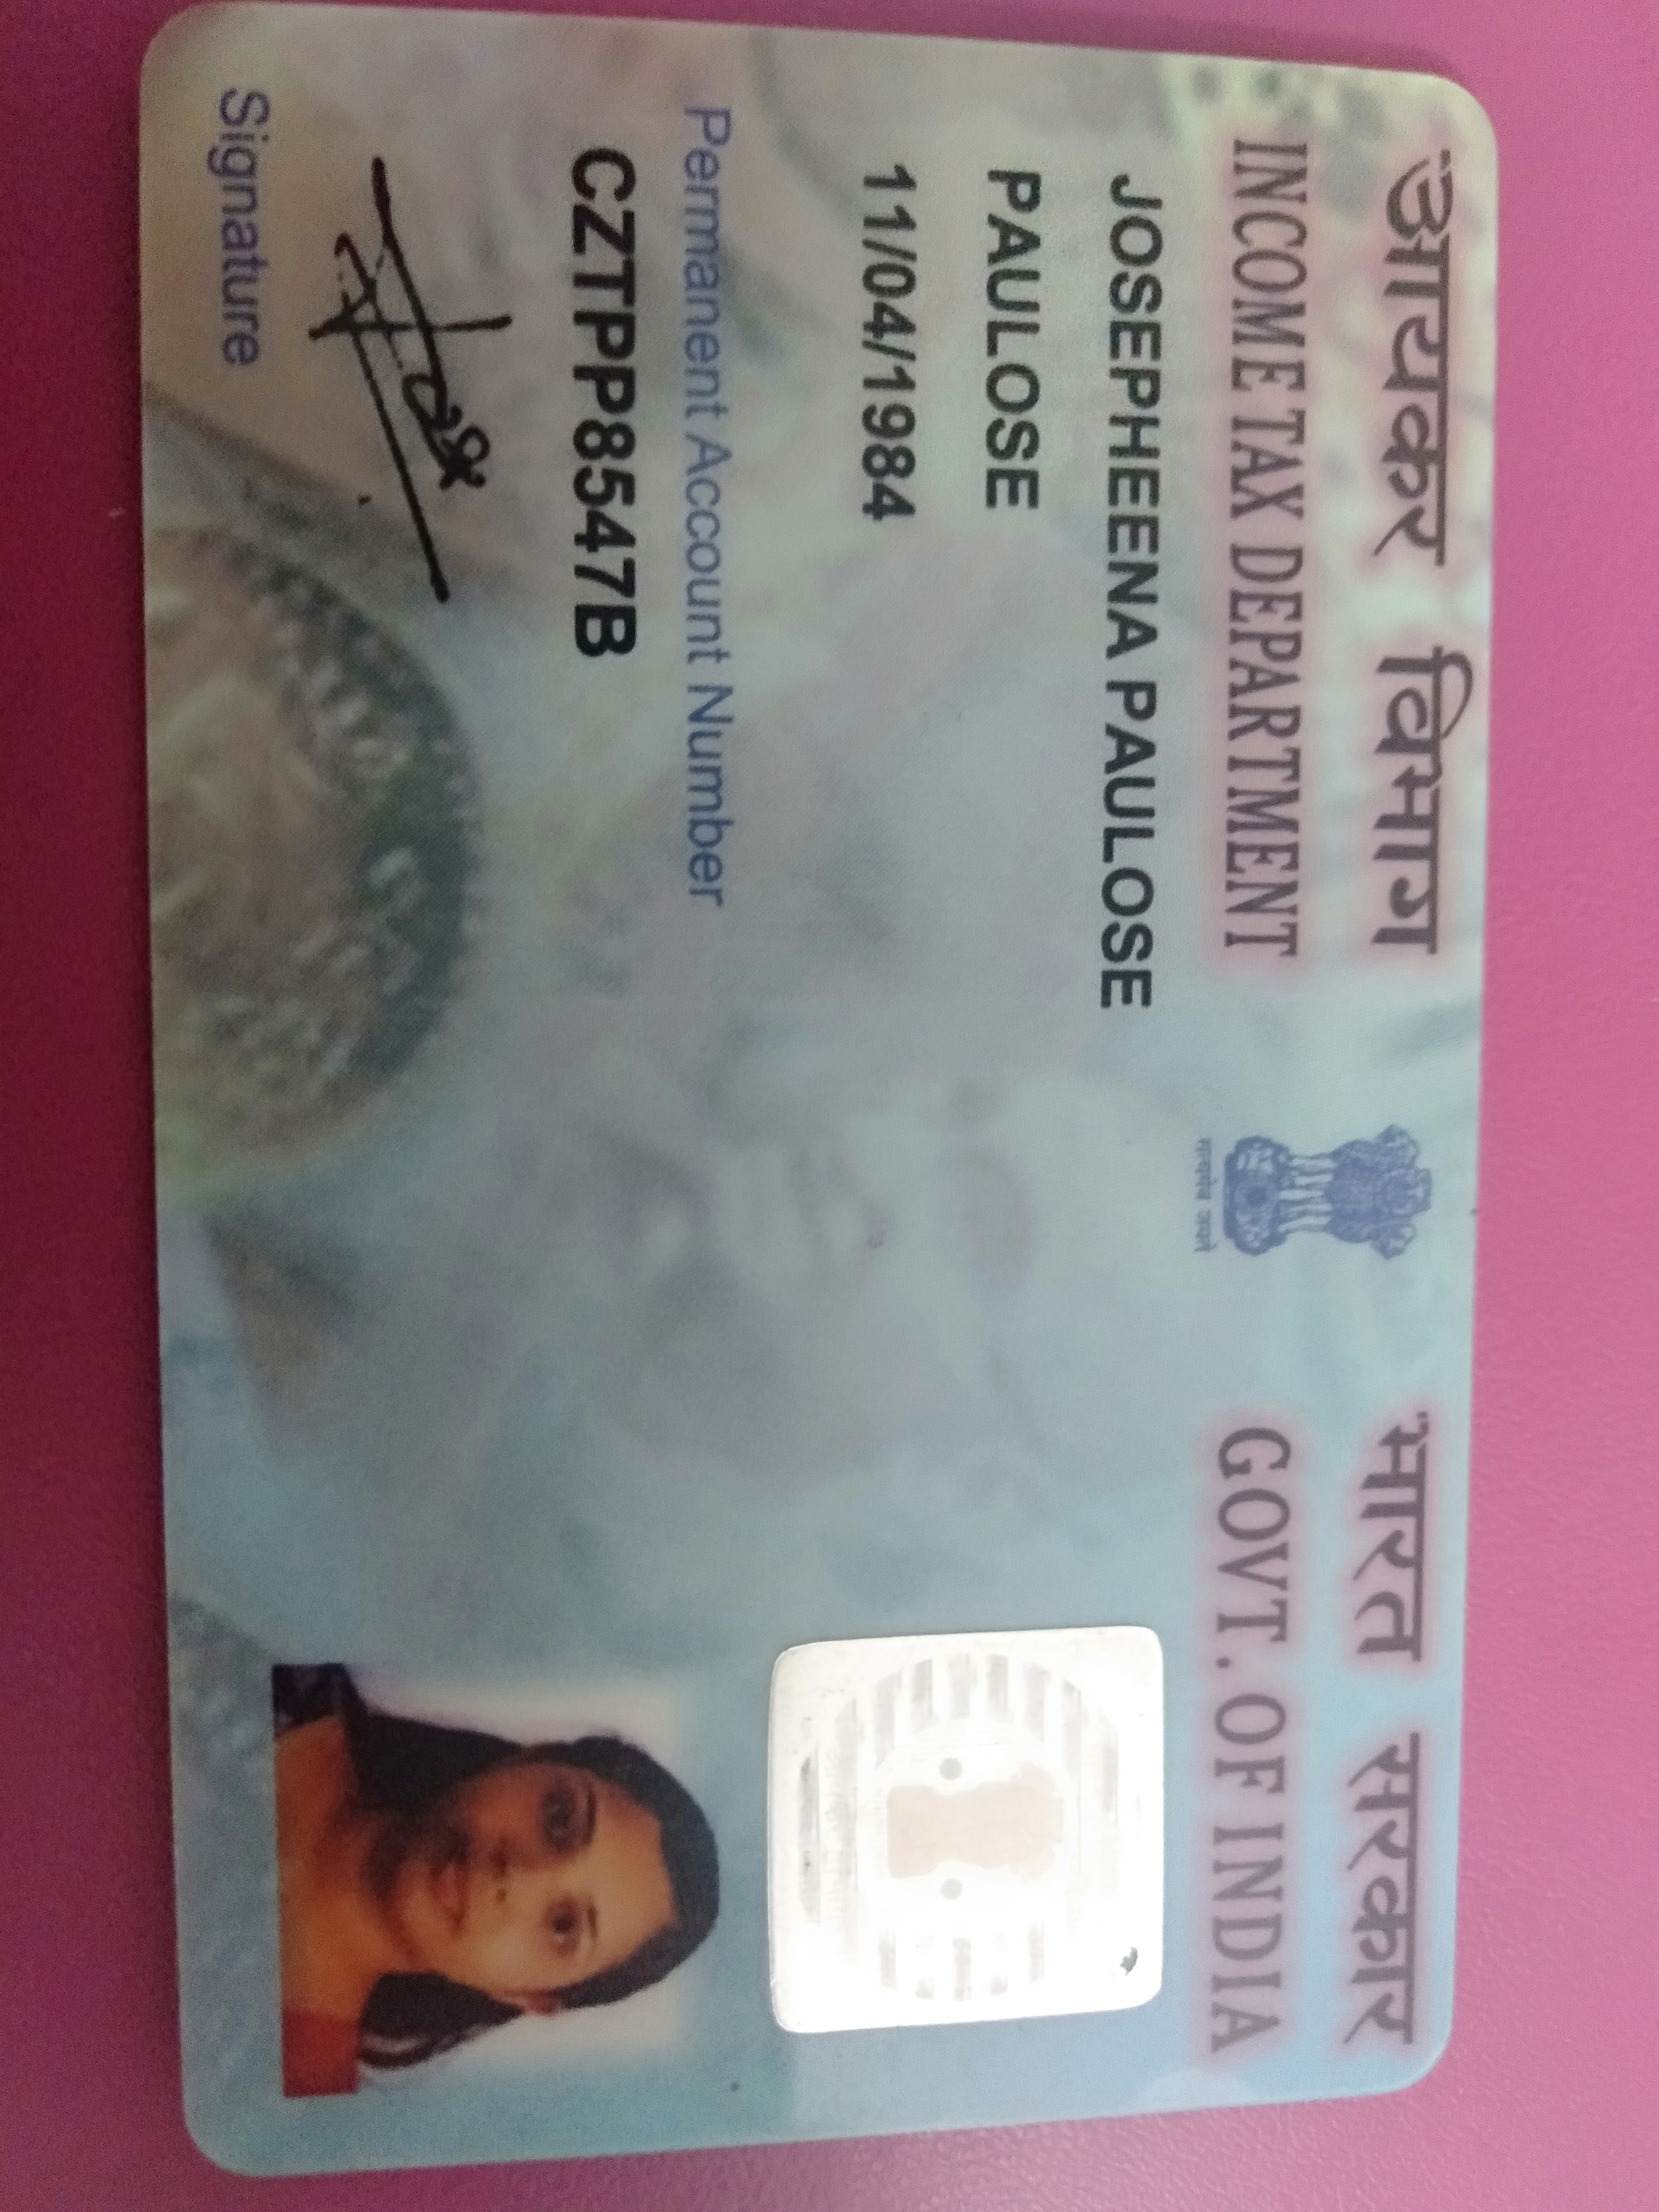 आयकर विभाग
INCOME TAX DEPARTMENT
सत्यमेव जयते
भारत सरकार
GOVT. OF INDIA
JOSEPHEENA PAULOSE
PAULOSE
11/04/1984
Permanent Account Number
CZTPP8547B
Signature